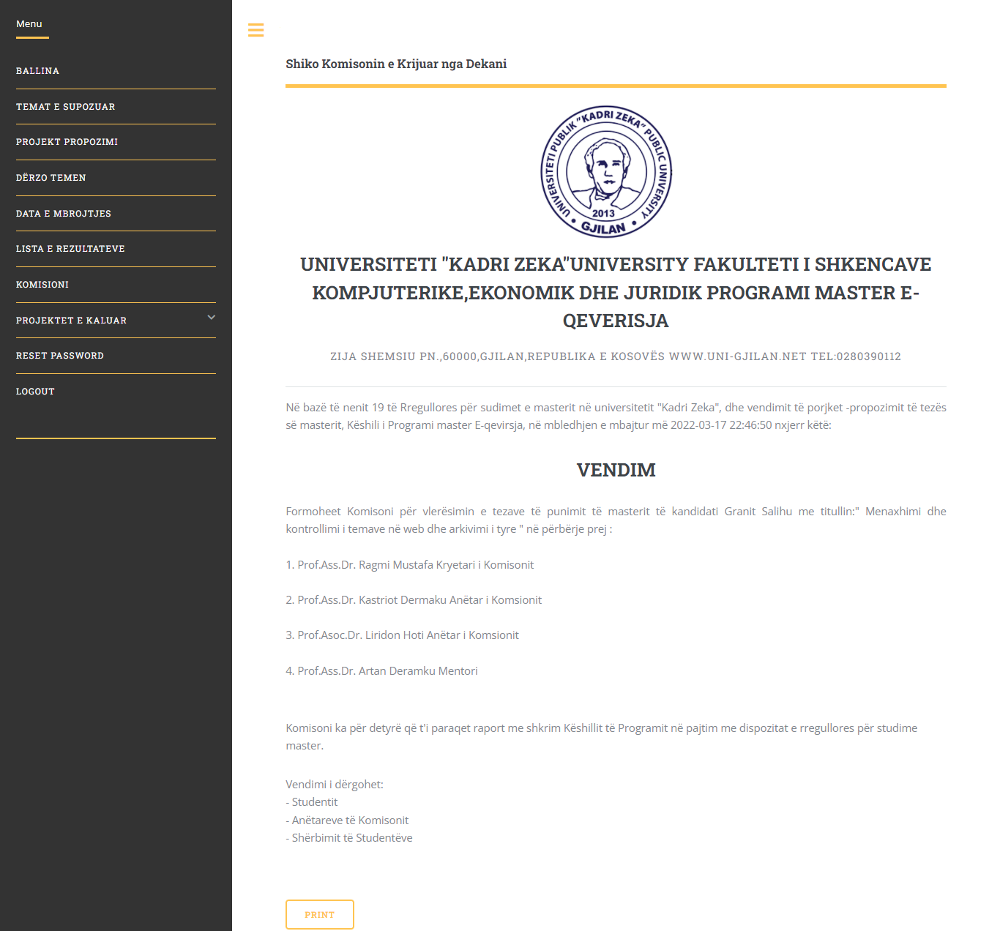 Menu
BALLINA
TEMAT E SUPOZUAR
PROJEKT PROPOZIMI
DËRZO TEMEN
DATA E MBROJTJES
LISTA E REZULTATEVE
KOMISIONI
PROJEKTET E KALUAR
RESET PASSWORD
LOGOUT
Shiko Komisonin e Krijuar nga Dekani
UNIVERSITETI PUBLIK "KADRI ZEKA" PUBLIC UNIVERSITY
2013
GJILAN
UNIVERSITETI "KADRI ZEKA"UNIVERSITY FAKULTETI I SHKENCAVE
KOMPJUTERIKE,EKONOMIK DHE JURIDIK PROGRAMI MASTER E-
QEVERISJA
ZIJA SHEMSIU PN.,60000,GJILAN,REPUBLIKA E KOSOVËS WWW.UNI-GJILAN.NET TEL:0280390112
Në bazë të nenit 19 të Rregullores për sudimet e masterit në universitetit "Kadri Zeka", dhe vendimit të porjket -propozimit të tezës
së masterit, Këshili i Programi master E-qevirsja, në mbledhjen e mbajtur më 2022-03-17 22:46:50 nxjerr këtë:
VENDIM
Formoheet Komisoni për vlerësimin e tezave të punimit të masterit të kandidati Granit Salihu me titullin:" Menaxhimi dhe
kontrollimi i temave në web dhe arkivimi i tyre " në përbërje prej :
1. Prof.Ass.Dr. Ragmi Mustafa Kryetari i Komisonit
2. Prof.Ass.Dr. Kastriot Dermaku Anëtar i Komsionit
3. Prof.Asoc.Dr. Liridon Hoti Anëtar i Komsionit
4. Prof.Ass.Dr. Artan Deramku Mentori
Komisoni ka për detyrë që t'i paraqet raport me shkrim Këshillit të Programit në pajtim me dispozitat e rregullores për studime
master.
Vendimi i dërgohet:
- Studentit
- Anëtareve të Komisonit
- Shërbimit të Studentëve
PRINT